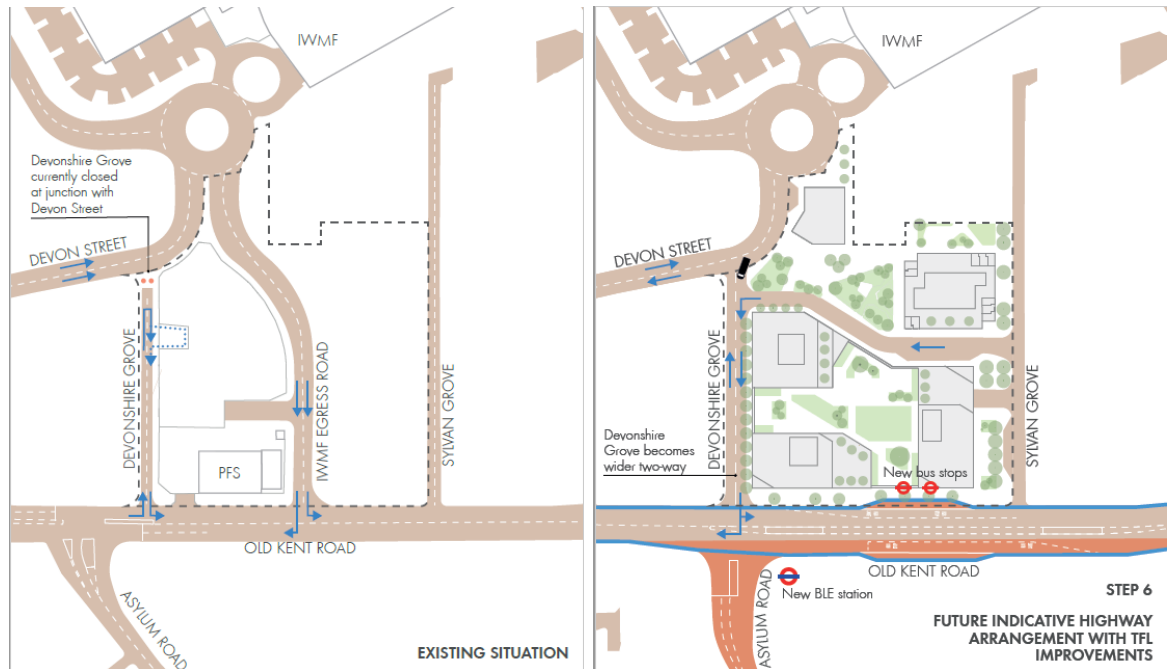 IWMF
Devonshire Grove
currently closed
at junction with
Devon Street
DEVON STREET
DEVONSHIRE GROVE
IWMF EGRESS ROAD
SYLVAN GROVE
PFS
OLD KENT ROAD
ASYLUM ROAD
EXISTING SITUATION
IWMF
DEVON STREET
DEVONSHIRE GROVE
SYLVAN GROVE
Devonshire
Grove becomes
wider two-way
New bus stops
OLD KENT ROAD
ASYLUM ROAD
New BLE station
STEP 6
FUTURE INDICATIVE HIGHWAY
ARRANGEMENT WITH TFL
IMPROVEMENTS